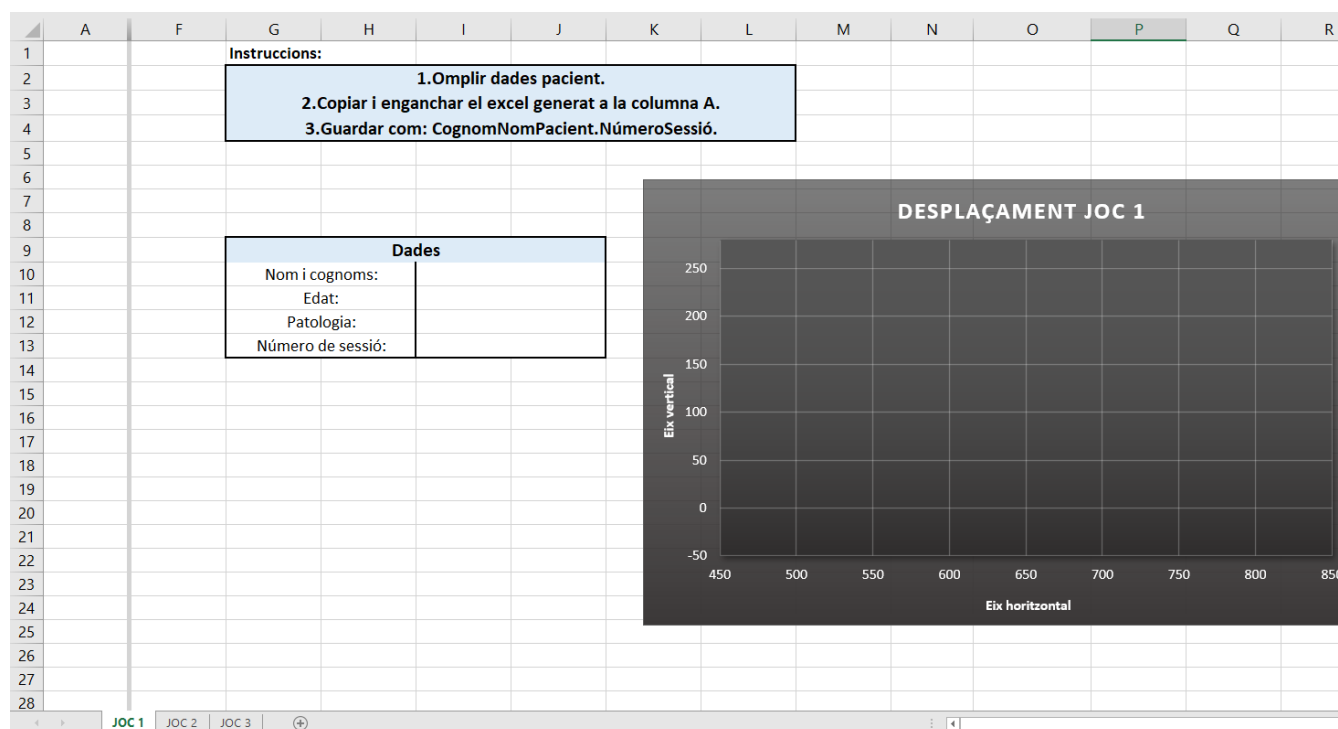 A F G H I J K L M N O P Q R
1 Instruccions:
2 1.Omplir dades pacient.
3 2.Copiar i enganchar el excel generat a la columna A.
4 3.Guardar com: CognomNomPacient.NúmeroSessió.
5
6
7
8
DESPLAÇAMENT JOC 1
9 Dades
10 Nom i cognoms:
11 Edat:
12 Patologia:
13 Número de sessió:
14
15
16
17
18
19
20
21
22
23
24
25
26
27
28
250
200
150
100
50
0
-50
Eix vertical
450 500 550 600 650 700 750 800 850
Eix horitzontal
JOC 1 JOC 2 JOC 3